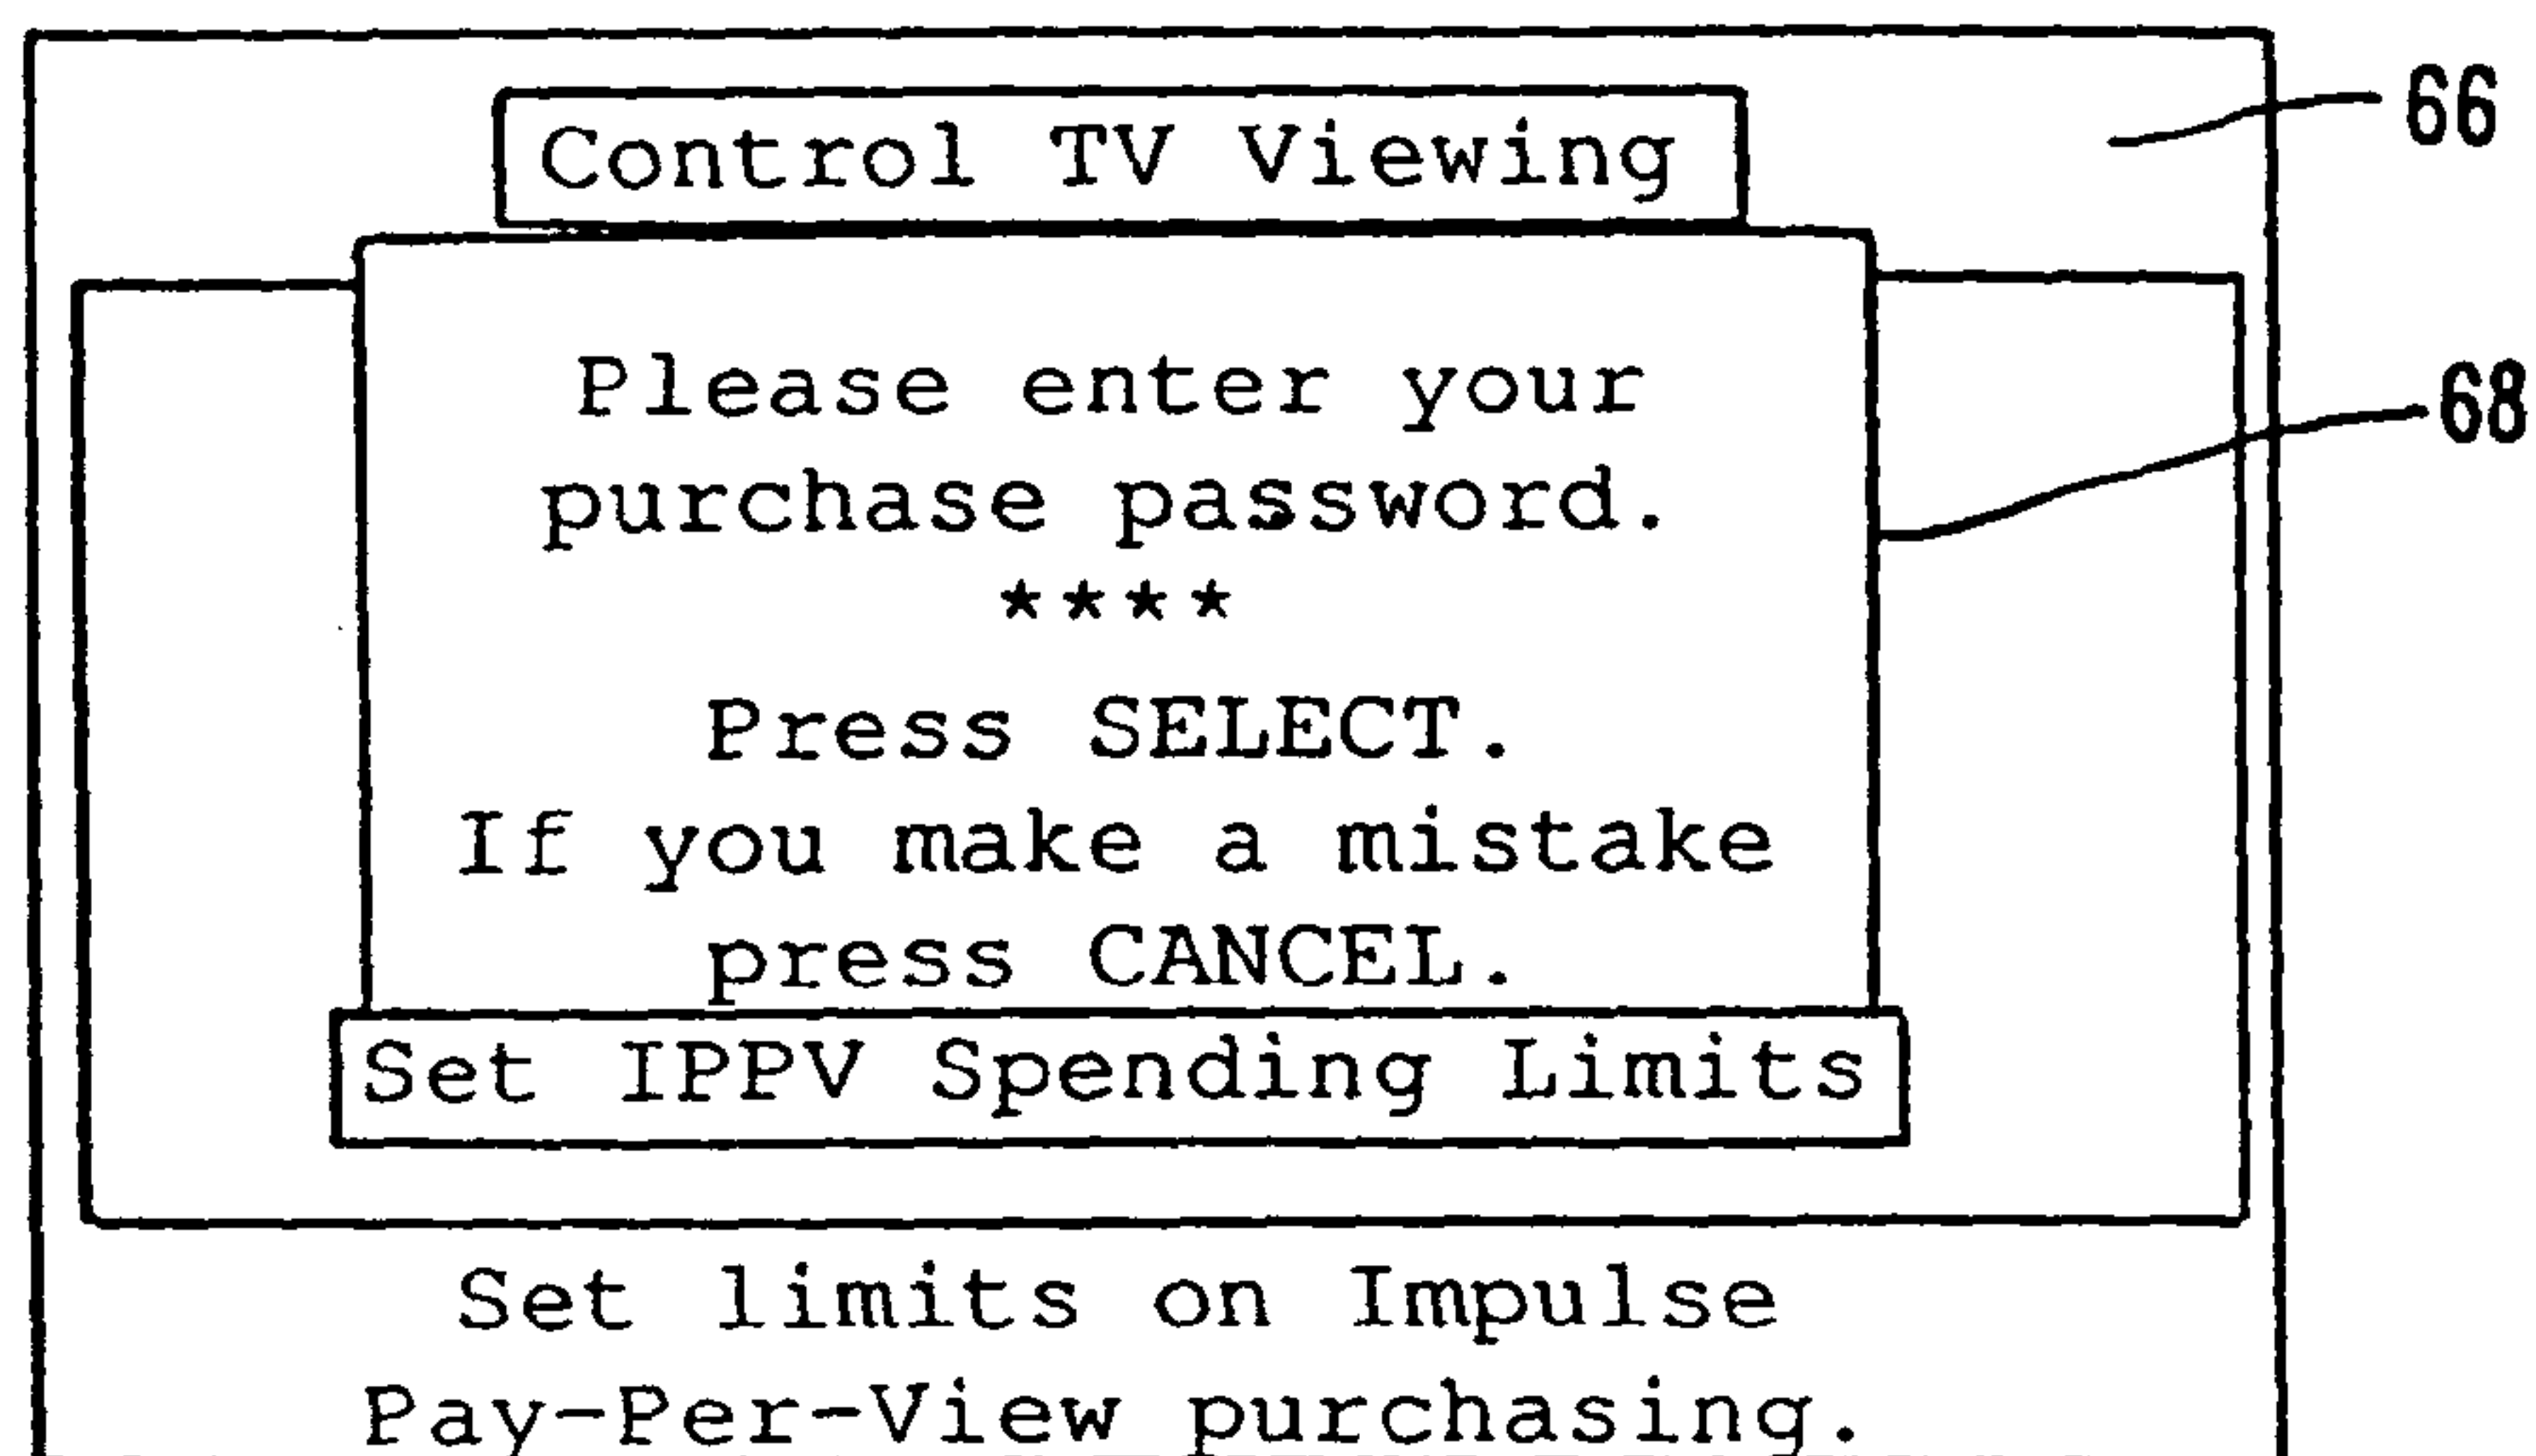 Control TV Viewing
66
Please enter your
purchase password.
68
****
Press SELECT.
If you make a mistake
press CANCEL.
Set IPPV Spending Limits
Set limits on Impulse
Pay-Per-View purchasing.